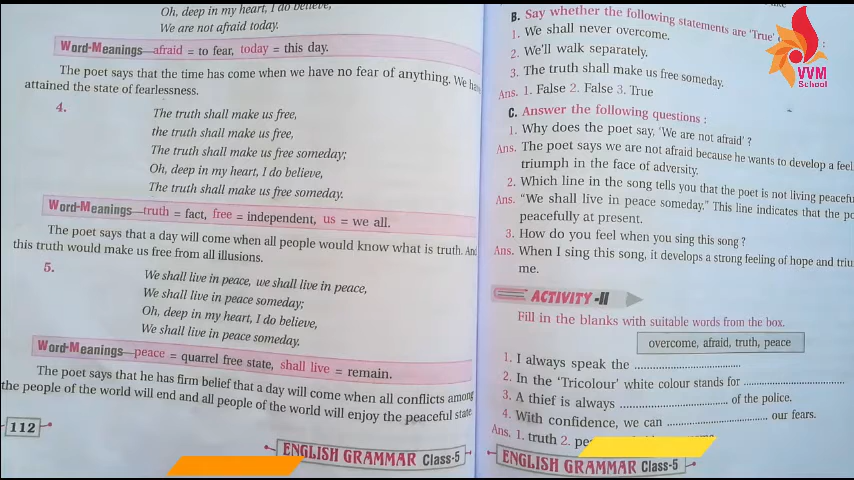 Oh, deep in my heart, I do believe,
We are not afraid today.
Word-Meanings—afraid = to fear, today = this day.
The poet says that the time has come when we have no fear of anything. We have
attained the state of fearlessness.
4.
The truth shall make us free,
the truth shall make us free,
The truth shall make us free someday;
Oh, deep in my heart, I do believe,
The truth shall make us free someday.
Word-Meanings—truth = fact, free = independent, us = we all.
The poet says that a day will come when all people would know what is truth. And
this truth would make us free from all illusions.
5.
We shall live in peace, we shall live in peace,
We shall live in peace someday;
Oh, deep in my heart, I do believe,
We shall live in peace someday.
Word-Meanings—peace = quarrel free state, shall live = remain.
The poet says that he has firm belief that a day will come when all conflicts among
the people of the world will end and all people of the world will enjoy the peaceful state.
112
ENGLISH GRAMMAR Class-5
B. Say whether the following statements are 'True'
1. We shall never overcome.
2. We'll walk separately.
3. The truth shall make us free someday.
Ans. 1. False 2. False 3. True
C. Answer the following questions :
1. Why does the poet say, 'We are not afraid' ?
Ans. The poet says we are not afraid because he wants to develop a
triumph in the face of adversity.
2. Which line in the song tells you that the poet is not living
Ans. "We shall live in peace someday." This line indicates that the
peacefully at present.
3. How do you feel when you sing this song ?
Ans. When I sing this song, it develops a strong feeling of hope and
me.
ACTIVITY-II
Fill in the blanks with suitable words from the box.
overcome, afraid, truth, peace
1. I always speak the ................................
2. In the 'Tricolour' white colour stands for ................................
3. A thief is always ................................ of the police.
4. With confidence, we can ................................ our fears.
Ans. 1. truth 2.
ENGLISH GRAMMAR Class-5
VVM
School